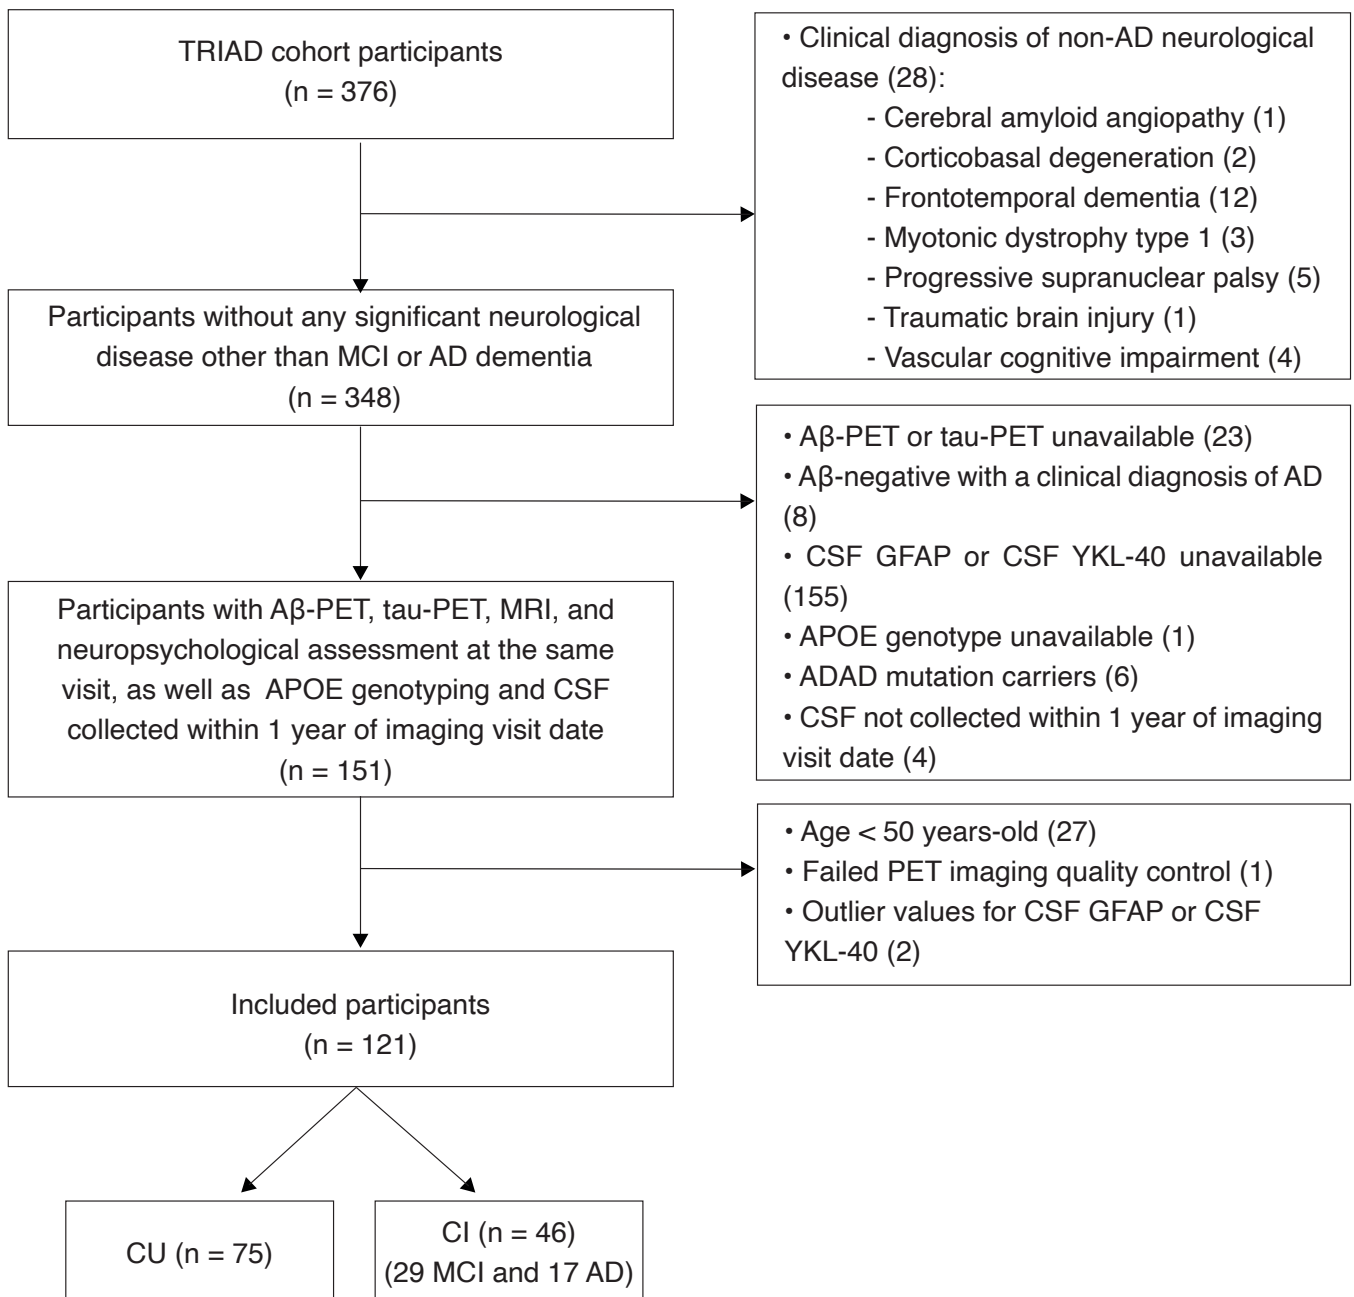 TRIAD cohort participants
(n = 376)
• Clinical diagnosis of non-AD neurological
disease (28):
- Cerebral amyloid angiopathy (1)
- Corticobasal degeneration (2)
- Frontotemporal dementia (12)
- Myotonic dystrophy type 1 (3)
- Progressive supranuclear palsy (5)
- Traumatic brain injury (1)
- Vascular cognitive impairment (4)
Participants without any significant neurological
disease other than MCI or AD dementia
(n = 348)
• Aβ-PET or tau-PET unavailable (23)
• Aβ-negative with a clinical diagnosis of AD
(8)
• CSF GFAP or CSF YKL-40 unavailable
(155)
• APOE genotype unavailable (1)
• ADAD mutation carriers (6)
• CSF not collected within 1 year of imaging
visit date (4)
Participants with Aβ-PET, tau-PET, MRI, and
neuropsychological assessment at the same
visit, as well as APOE genotyping and CSF
collected within 1 year of imaging visit date
(n = 151)
• Age < 50 years-old (27)
• Failed PET imaging quality control (1)
• Outlier values for CSF GFAP or CSF
YKL-40 (2)
Included participants
(n = 121)
CU (n = 75)
CI (n = 46)
(29 MCI and 17 AD)